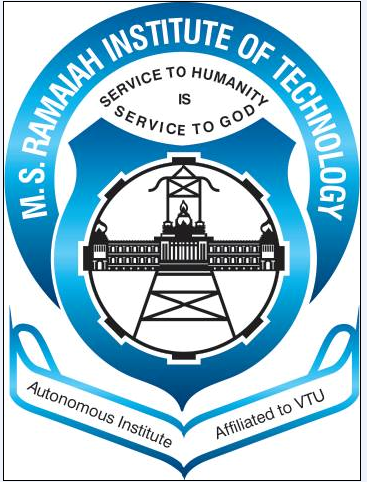 M. S. RAMAIAH INSTITUTE OF TECHNOLOGY
SERVICE TO HUMANITY
IS
SERVICE TO GOD
Autonomous Institute
Affiliated to VTU